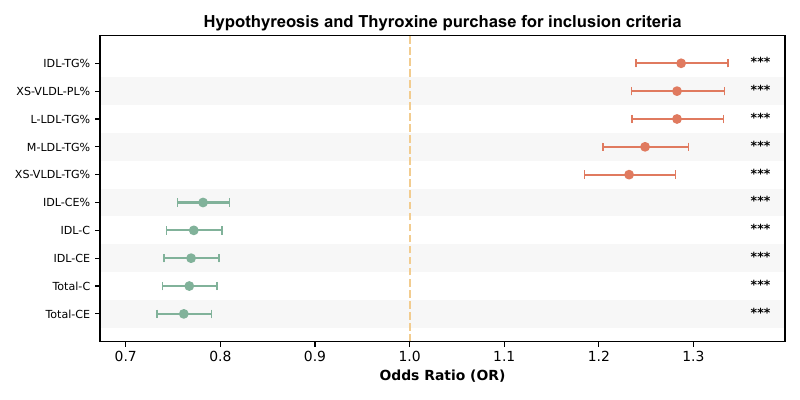 Hypothyreosis and Thyroxine purchase for inclusion criteria
IDL-TG% ***
XS-VLDL-PL% ***
L-LDL-TG% ***
M-LDL-TG% ***
XS-VLDL-TG% ***
IDL-CE% ***
IDL-C ***
IDL-CE ***
Total-C ***
Total-CE ***
0.7 0.8 0.9 1.0 1.1 1.2 1.3
Odds Ratio (OR)